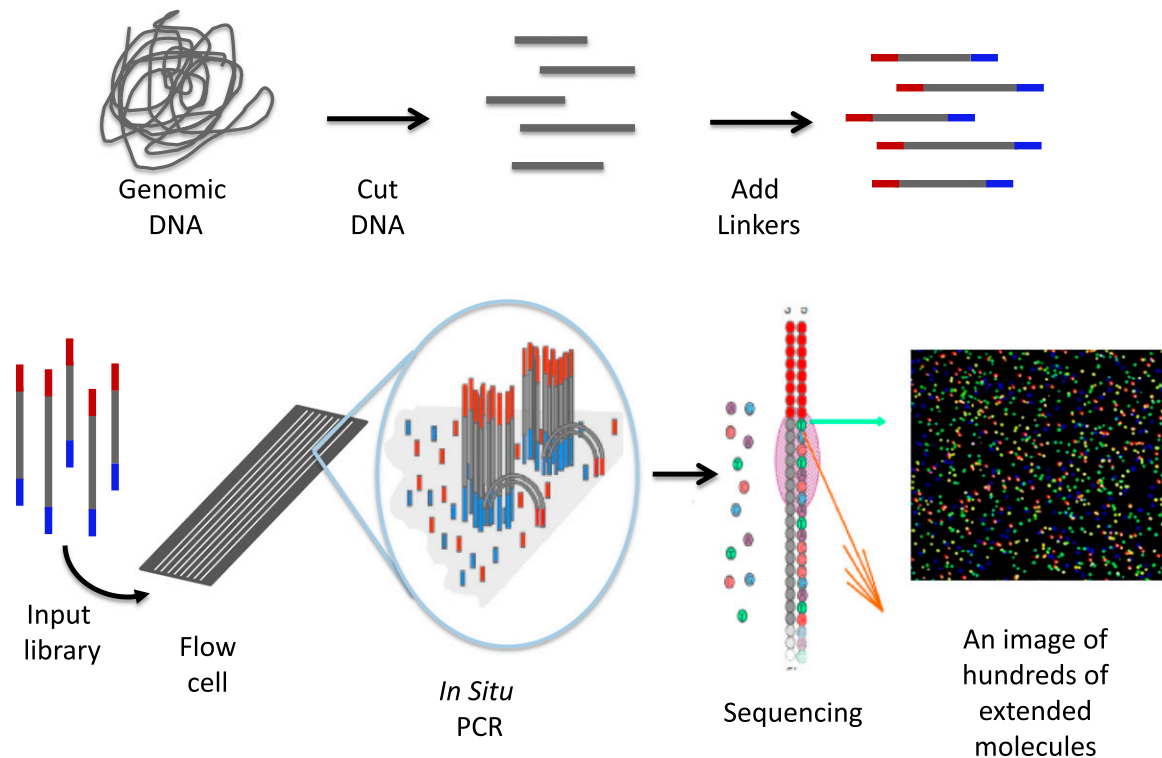 Genomic
DNA
Cut
DNA
Add
Linkers
Input
library
Flow
cell
In Situ
PCR
Sequencing
An image of
hundreds of
extended
molecules